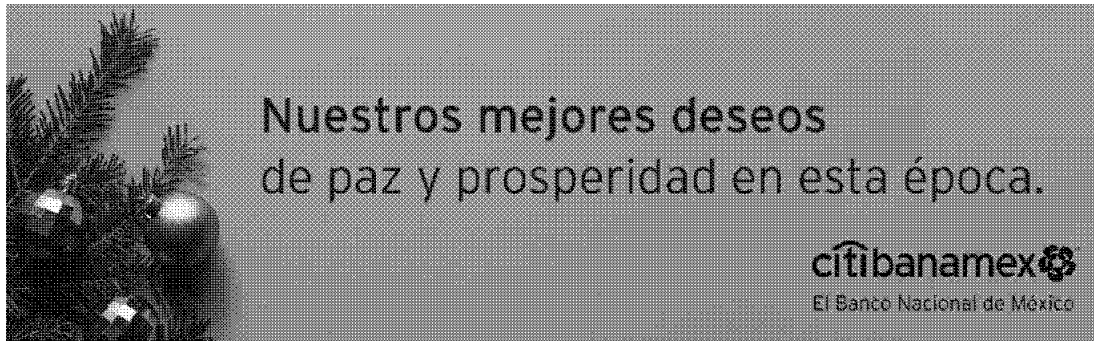 Nuestros mejores deseos
de paz y prosperidad en esta época.
citibanamex
El Banco Nacional de México